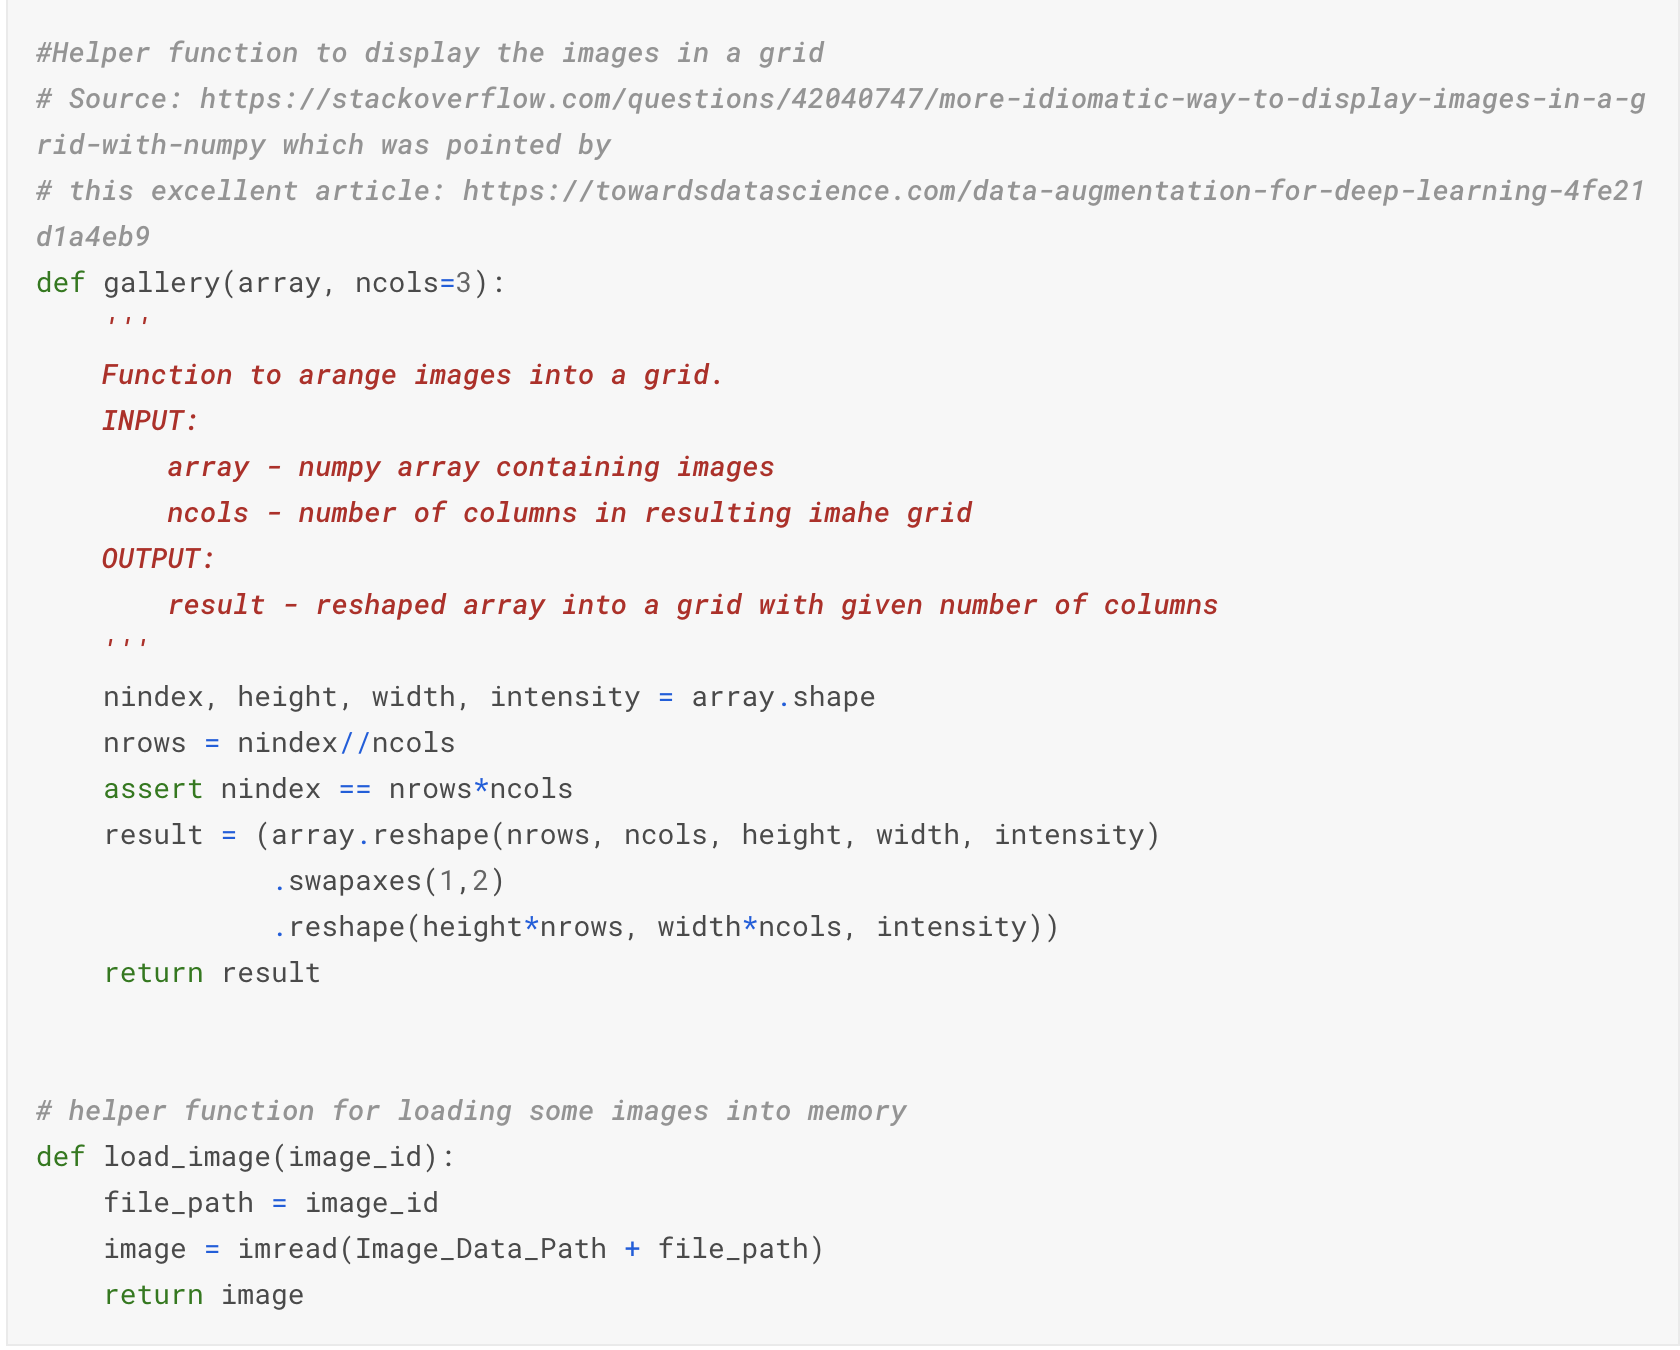 #Helper function to display the images in a grid
# Source: https://stackoverflow.com/questions/42040747/more-idiomatic-way-to-display-images-in-a-g
rid-with-numpy which was pointed by
# this excellent article: https://towardsdatascience.com/data-augmentation-for-deep-learning-4fe21
d1a4eb9
def gallery(array, ncols=3):
    '''
    Function to arange images into a grid.
    INPUT:
        array - numpy array containing images
        ncols - number of columns in resulting imahe grid
    OUTPUT:
        result - reshaped array into a grid with given number of columns
    '''
    nindex, height, width, intensity = array.shape
    nrows = nindex//ncols
    assert nindex == nrows*ncols
    result = (array.reshape(nrows, ncols, height, width, intensity)
              .swapaxes(1,2)
              .reshape(height*nrows, width*ncols, intensity))
    return result
# helper function for loading some images into memory
def load_image(image_id):
    file_path = image_id
    image = imread(Image_Data_Path + file_path)
    return image